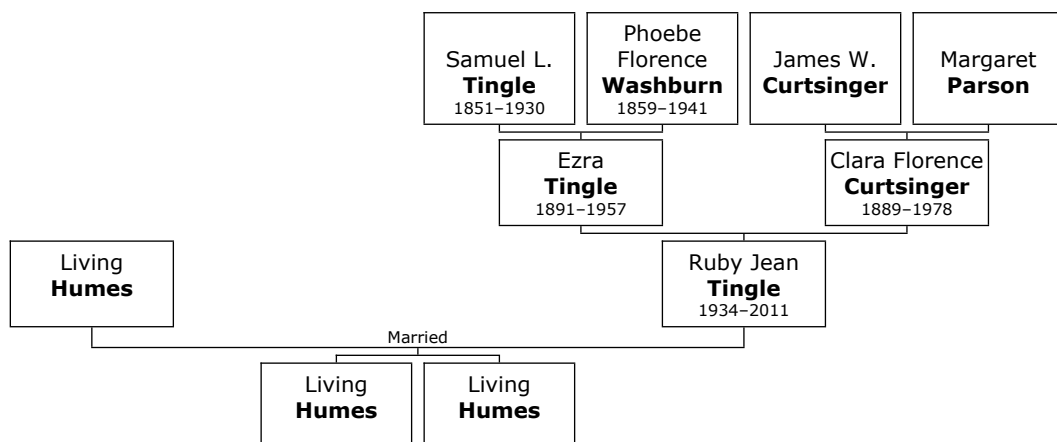 Samuel L.
Tingle
1851–1930
Phoebe
Florence
Washburn
1859–1941
James W.
Curtsinger
Margaret
Parson
Ezra
Tingle
1891–1957
Clara Florence
Curtsinger
1889–1978
Living
Humes
Ruby Jean
Tingle
1934–2011
Married
Living
Humes
Living
Humes